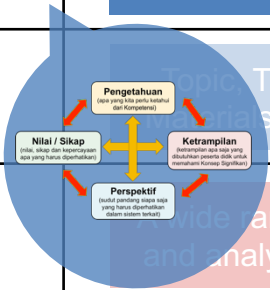 Pengetahuan
(apa yang kita perlu ketahui
dari Kompetensi)
Topic, T
Materials
Nilai / Sikap
(nilai, sikap dan kepercayaan
apa yang harus diperhatikan)
Ketrampilan
(ketrampilan apa saja yang
dibutuhkan peserta didik untuk
memahami Konsep Signifikan)
Perspektif
(sudut pandang siapa saja
yang harus diperhatikan
dalam sistem terkait)
wide ra
and analy